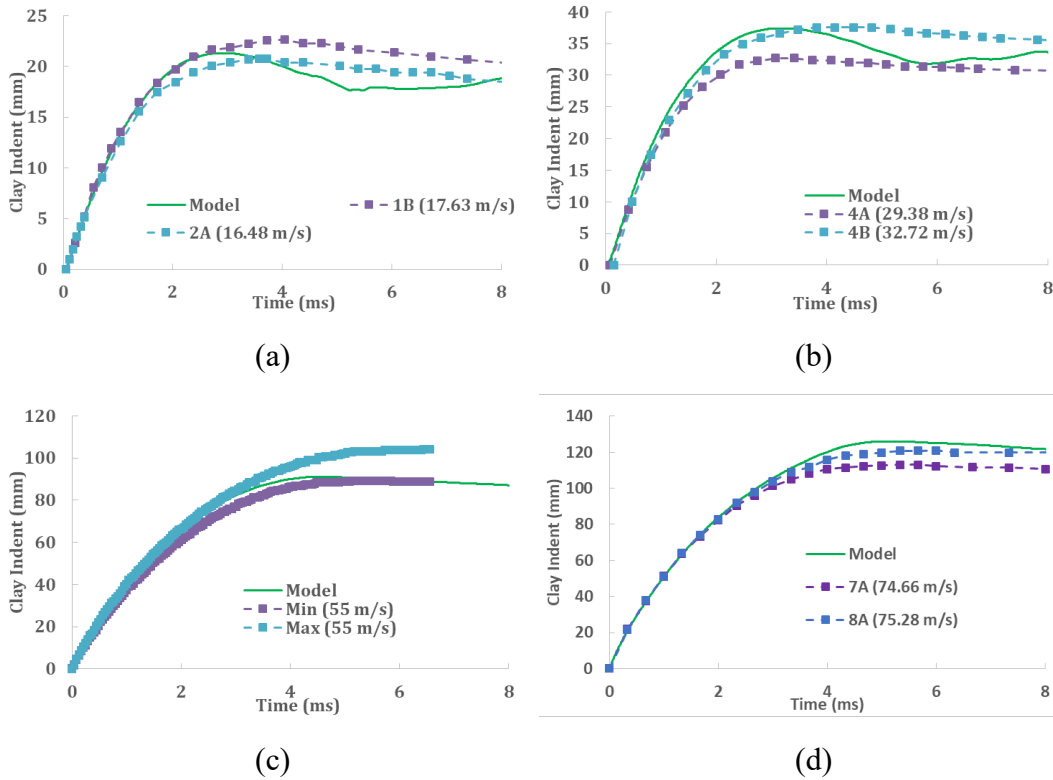 25
20
15
10
5
0
Clay Indent (mm)
Model
1B (17.63 m/s)
2A (16.48 m/s)
0 2 4 6 8
Time (ms)
(a)
40
35
30
25
20
15
10
5
0
Clay Indent (mm)
Model
4A (29.38 m/s)
4B (32.72 m/s)
0 2 4 6 8
Time (ms)
(b)
120
100
80
60
40
20
0
Clay Indent (mm)
Model
Min (55 m/s)
Max (55 m/s)
0 2 4 6 8
Time (ms)
(c)
140
120
100
80
60
40
20
0
Clay Indent (mm)
Model
7A (74.66 m/s)
8A (75.28 m/s)
0 2 4 6 8
Time (ms)
(d)